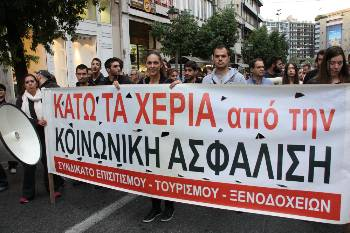 ΚΑΤΩ ΤΑ ΧΕΡΙΑ από την
ΚΟΙΝΩΝΙΚΗ ΑΣΦΑΛΙΣΗ
ΣΥΝΔΙΚΑΤΟ ΕΠΙΣΙΤΙΣΜΟΥ - ΤΟΥΡΙΣΜΟΥ - ΞΕΝΟΔΟΧΕΙΩΝ